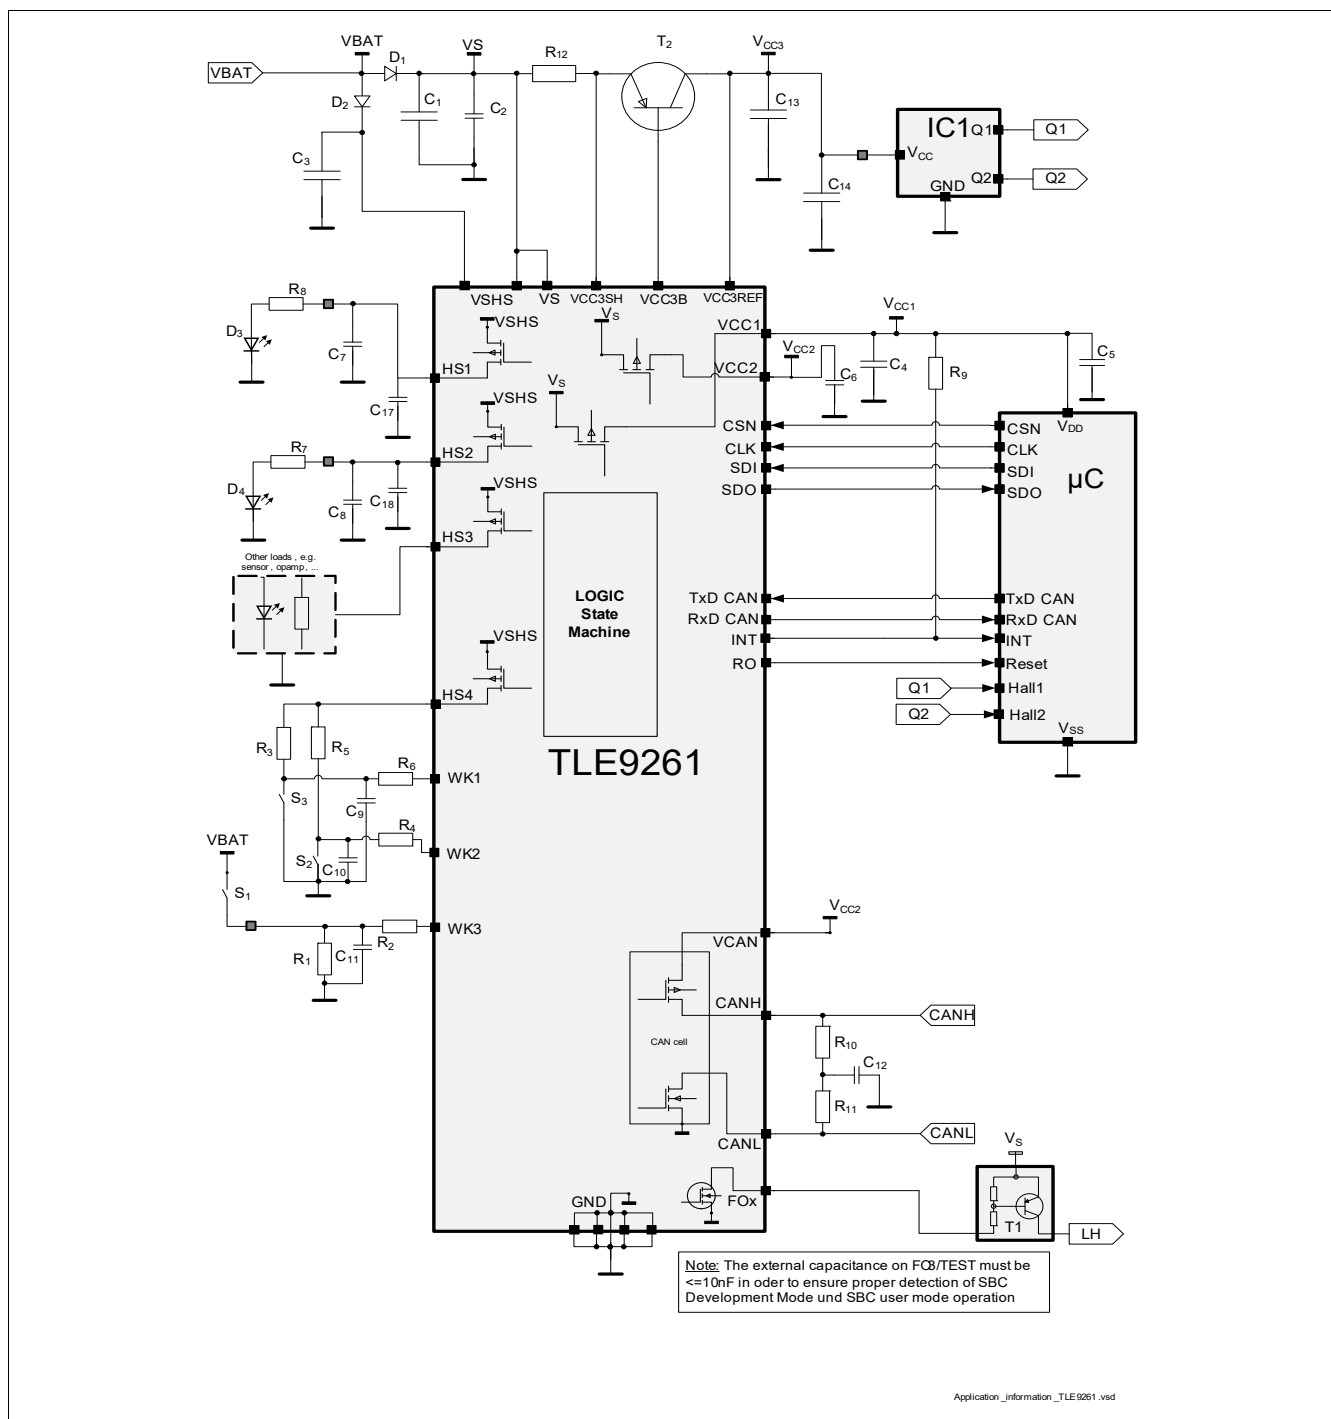 VBAT
VS
T2
VCC3
VBAT
D1
R12
D2
C1
C2
C13
C3
C14
IC1
Q1
VCC
Q2
GND
Q1
Q2
VSHS
VS
VCC3SH
VCC3B
VCC3REF
R8
D3
C7
C17
HS1
VSHS
VS
VCC1
VCC2
VCC2
VCC1
C6
C4
R9
C5
VS
VSHS
HS2
R7
D4
C8
C18
VSHS
HS3
CSN
CLK
SDI
SDO
VDD
CSN
CLK
SDI
SDO
µC
Other loads , e.g.
sensor , opamp, ...
LOGIC
State
Machine
TxD CAN
RxD CAN
INT
RO
TxD CAN
RxD CAN
INT
Reset
Hall1
Hall2
VSS
Q1
Q2
VSHS
HS4
R3
R5
R6
WK1
S3
C9
R4
WK2
S2
C10
TLE9261
VBAT
S1
R1
C11
R2
WK3
VCC2
VCAN
CANH
CAN cell
CANL
CANH
R10
C12
R11
CANL
VS
T1
LH
FOx
GND
Note: The external capacitance on FO3/TEST must be
<=10nF in oder to ensure proper detection of SBC
Development Mode und SBC user mode operation
Application_information_TLE9261.vsd